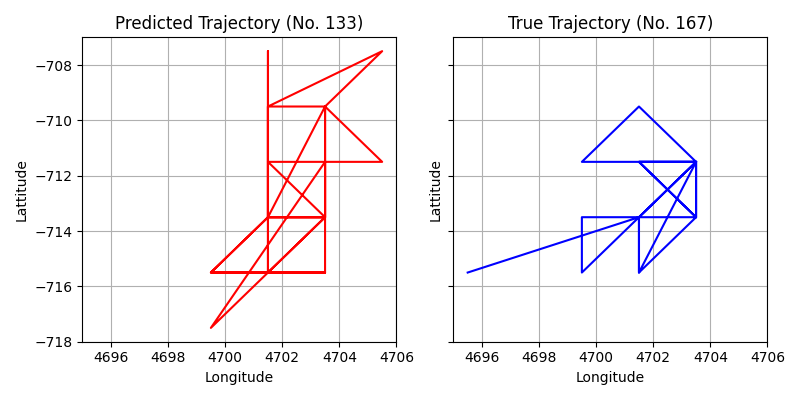 Predicted Trajectory (No. 133)
True Trajectory (No. 167)
−708
−710
−712
−714
−716
−718
Lattitude
Lattitude
4696 4698 4700 4702 4704 4706
4696 4698 4700 4702 4704 4706
Longitude
Longitude